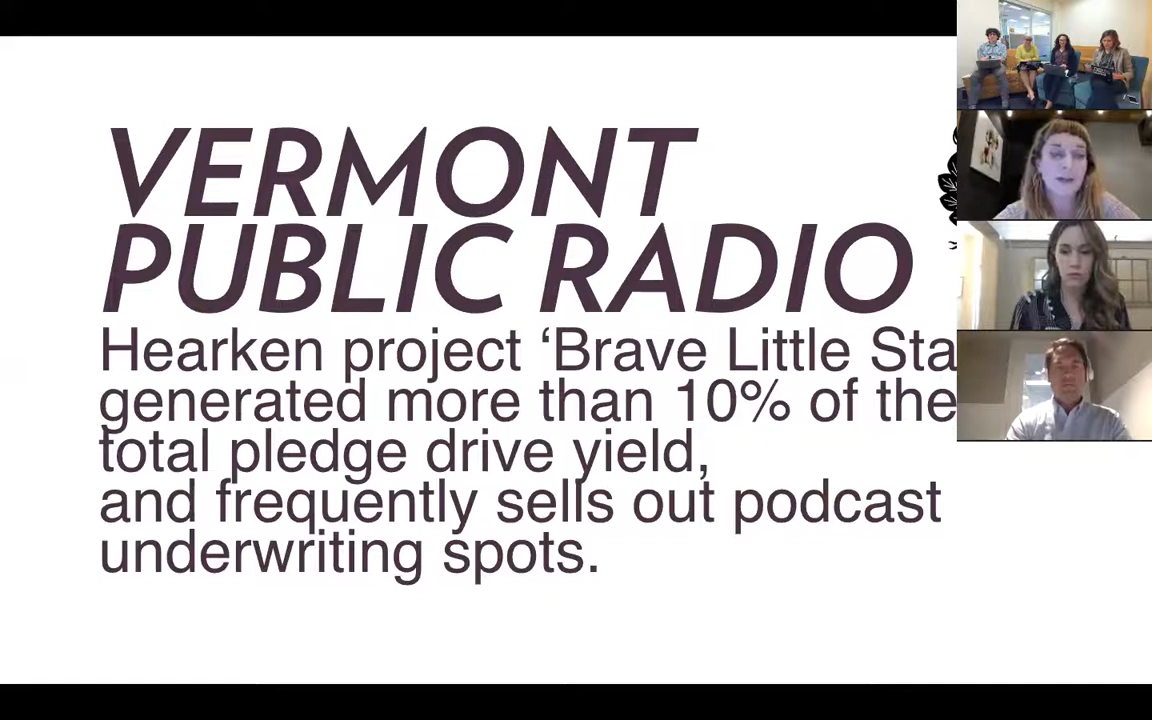 VERMONT
PUBLIC RADIO
Hearken project ‘Brave Little Sta
generated more than 10% of the
total pledge drive yield,
and frequently sells out podcast
underwriting spots.